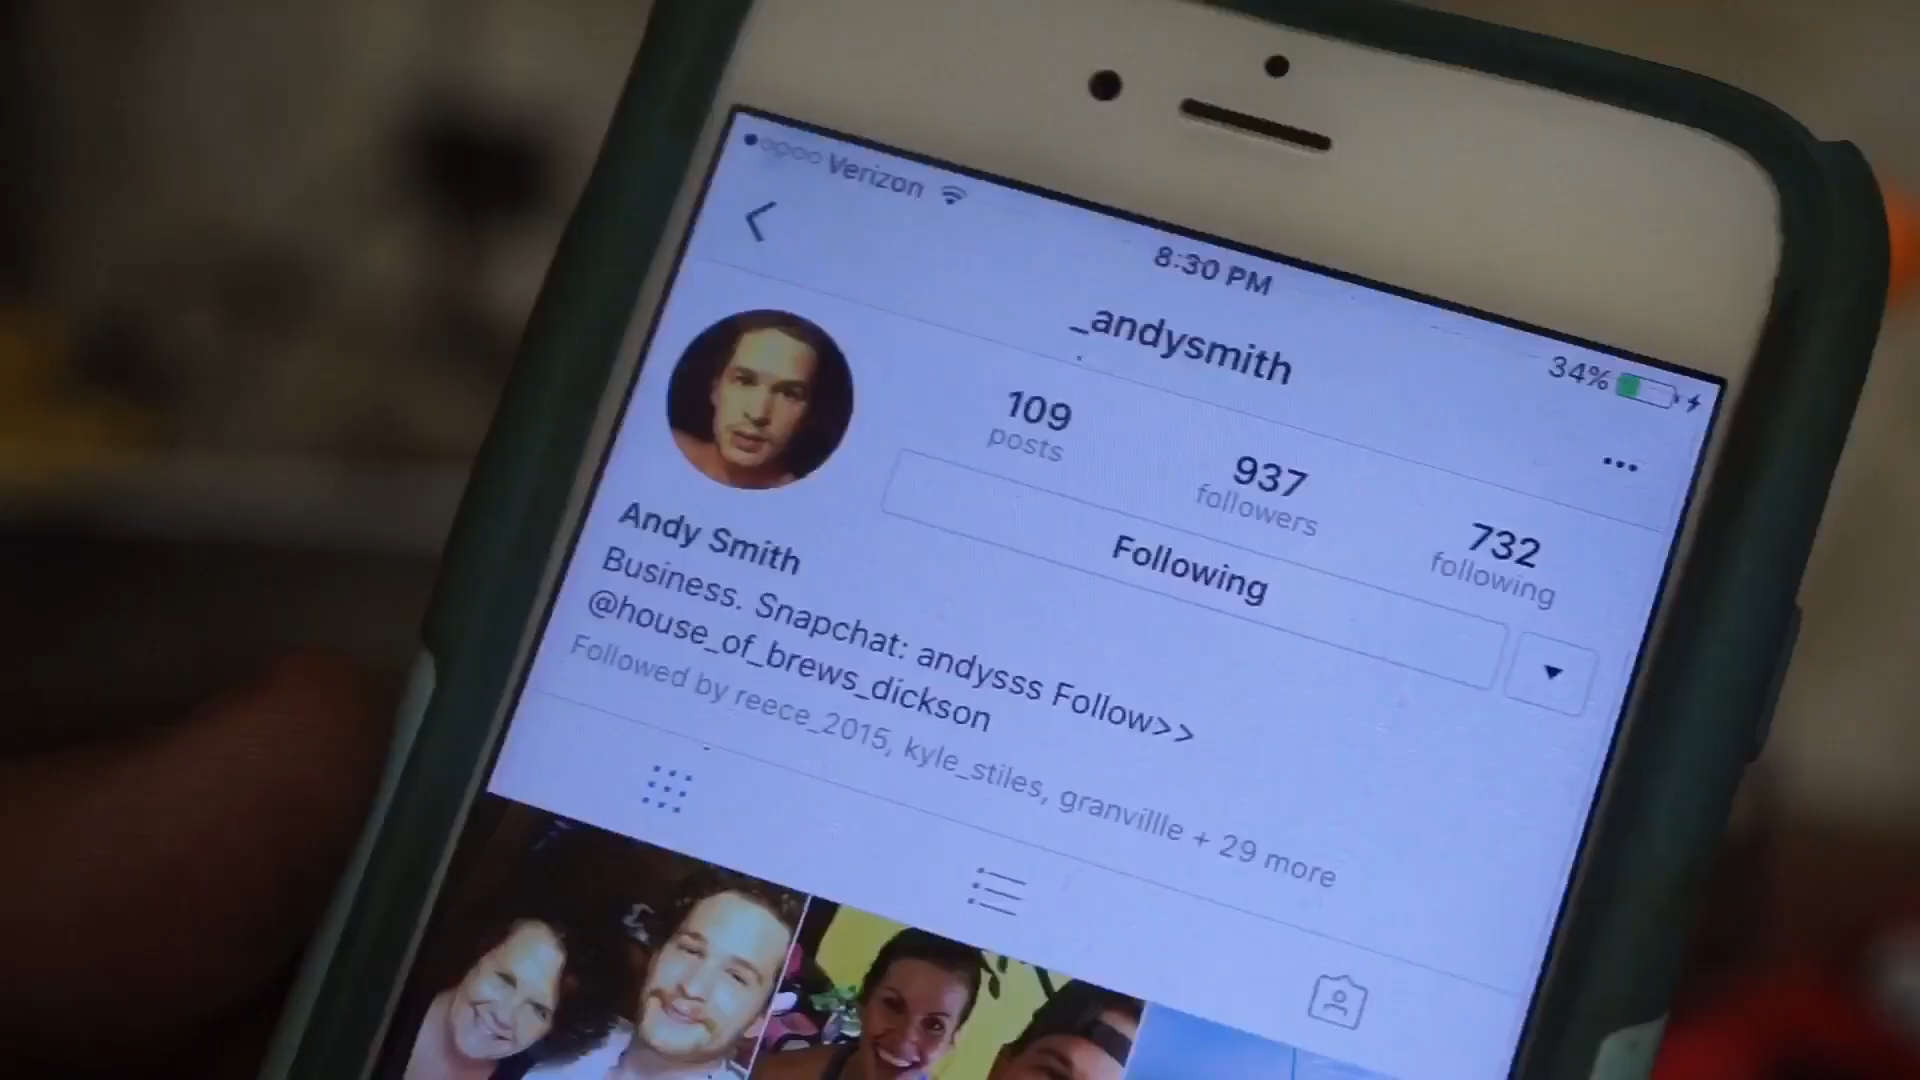 Verizon
8:30 PM
34%
_andysmith
109
posts
937
followers
732
following
Following
Andy Smith
Business. Snapchat: andysss Follow>>
@house_of_brews_dickson
Followed by reece_2015, kyle_stiles, granvillle + 29 more